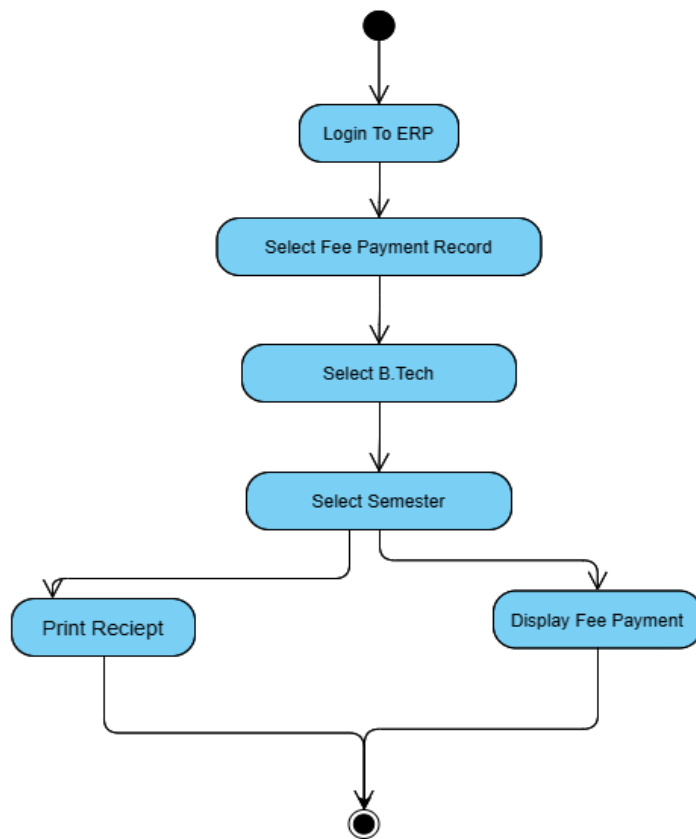 Login To ERP
Select Fee Payment Record
Select B.Tech
Select Semester
Print Reciept
Display Fee Payment